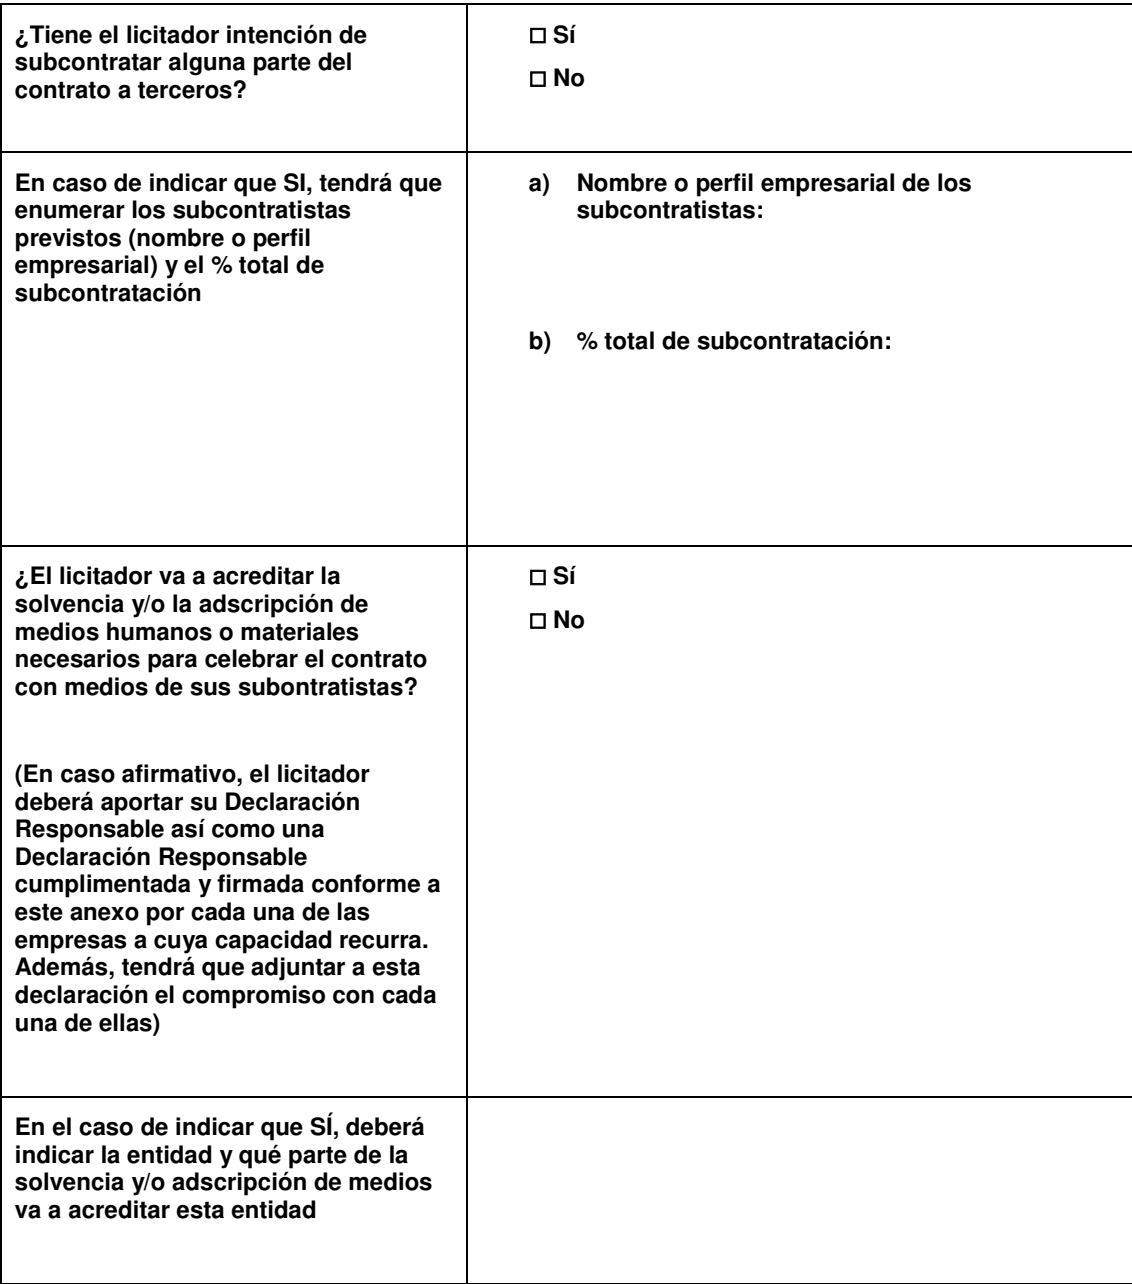 ¿Tiene el licitador intención de
subcontratar alguna parte del
contrato a terceros?
□ Sí
□ No
En caso de indicar que SI, tendrá que
enumerar los subcontratistas
previstos (nombre o perfil
empresarial) y el % total de
subcontratación
a) Nombre o perfil empresarial de los
subcontratistas:
b) % total de subcontratación:
¿El licitador va a acreditar la
solvencia y/o la adscripción de
medios humanos o materiales
necesarios para celebrar el contrato
con medios de sus subontratistas?
(En caso afirmativo, el licitador
deberá aportar su Declaración
Responsable así como una
Declaración Responsable
cumplimentada y firmada conforme a
este anexo por cada una de las
empresas a cuya capacidad recurra.
Además, tendrá que adjuntar a esta
declaración el compromiso con cada
una de ellas)
□ Sí
□ No
En el caso de indicar que SÍ, deberá
indicar la entidad y qué parte de la
solvencia y/o adscripción de medios
va a acreditar esta entidad